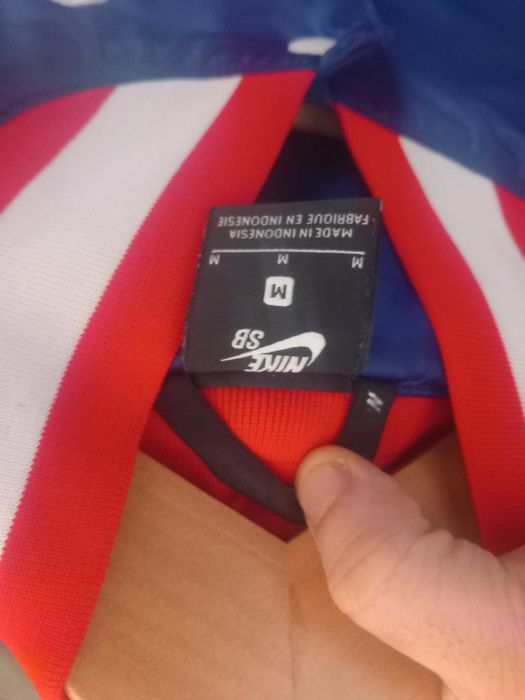 NIKE
SB
M
M M M
MADE IN INDONESIA
FABRIQUE EN INDONESIE